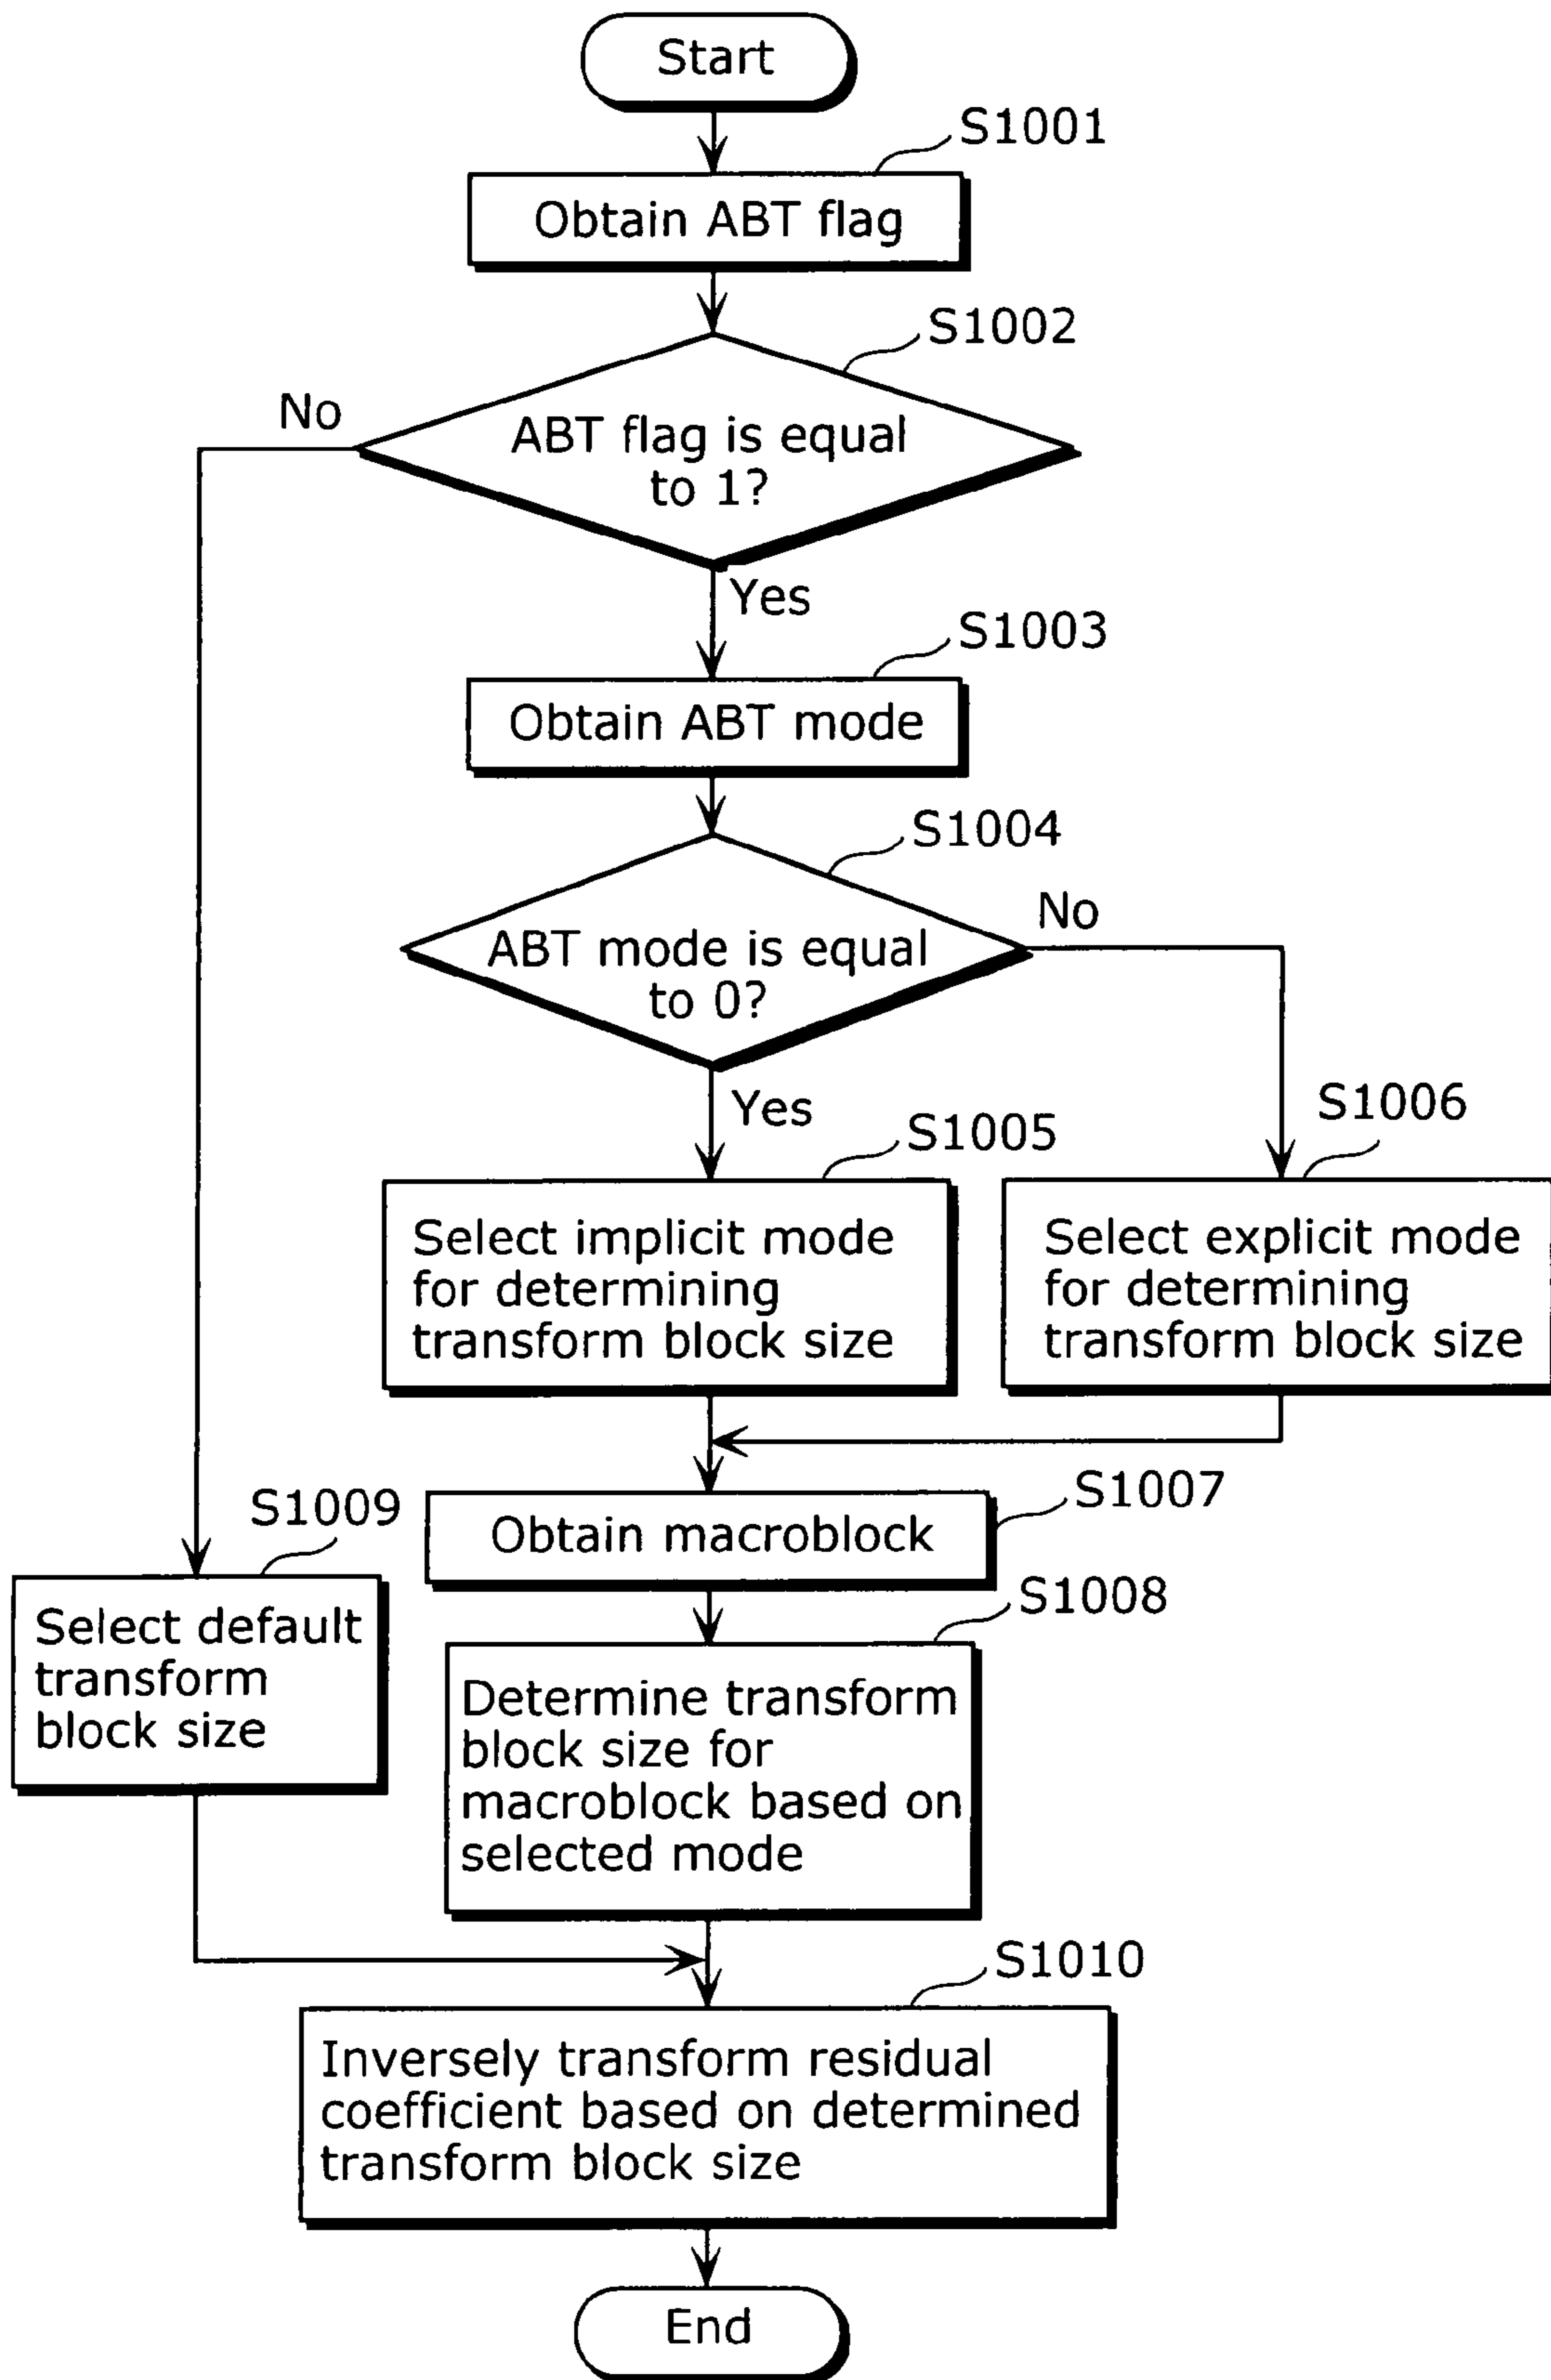 Start
S1001
Obtain ABT flag
S1002
No
ABT flag is equal
to 1?
Yes
S1003
Obtain ABT mode
S1004
No
ABT mode is equal
to 0?
Yes
S1005
S1006
Select implicit mode
for determining
transform block size
Select explicit mode
for determining
transform block size
S1007
S1009
Obtain macroblock
S1008
Select default
transform
block size
Determine transform
block size for
macroblock based on
selected mode
S1010
Inversely transform residual
coefficient based on determined
transform block size
End